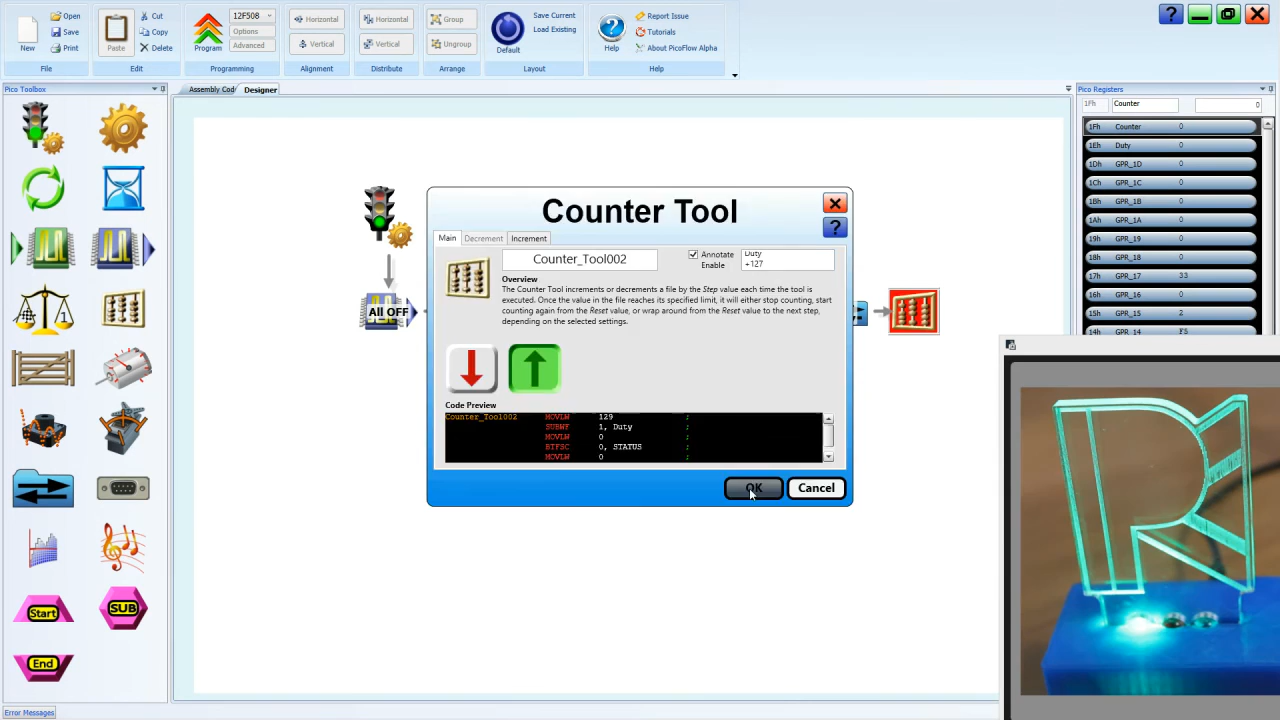 Open
Cut
12F508
Horizontal
Horizontal
Group
Save Current
Report Issue
Save
Copy
Options
Load Existing
Tutorials
New
Print
Paste
Delete
Program
Advanced
Vertical
Vertical
Ungroup
Default
Help
About PicoFlow Alpha
File
Edit
Programming
Alignment
Distribute
Arrange
Layout
Help
Pico Toolbox
Assembly Cod
Designer
Pico Registers
1Fh
Counter
0
1Fh Counter 0
1Eh Duty 0
1Dh GPR_1D 0
1Ch GPR_1C 0
1Bh GPR_1B 0
1Ah GPR_1A 0
19h GPR_19 0
18h GPR_18 0
17h GPR_17 33
16h GPR_16 0
15h GPR_15 2
14h GPR_14 F5
All OFF
Counter Tool
Main
Decrement
Increment
Counter_Tool002
Annotate
Enable
Duty
+127
Overview
The Counter Tool increments or decrements a file by the Step value each time the tool is
executed. Once the value in the file reaches its specified limit, it will either stop counting, start
counting again from the Reset value, or wrap around from the Reset value to the next step,
depending on the selected settings.
Code Preview
Counter_Tool002 MOVLW 129 ;
SUBWF 1, Duty ;
MOVLW 0 ;
BTFSC 0, STATUS ;
MOVLW 0 ;
OK
Cancel
1
Start
SUB
End
Error Messages